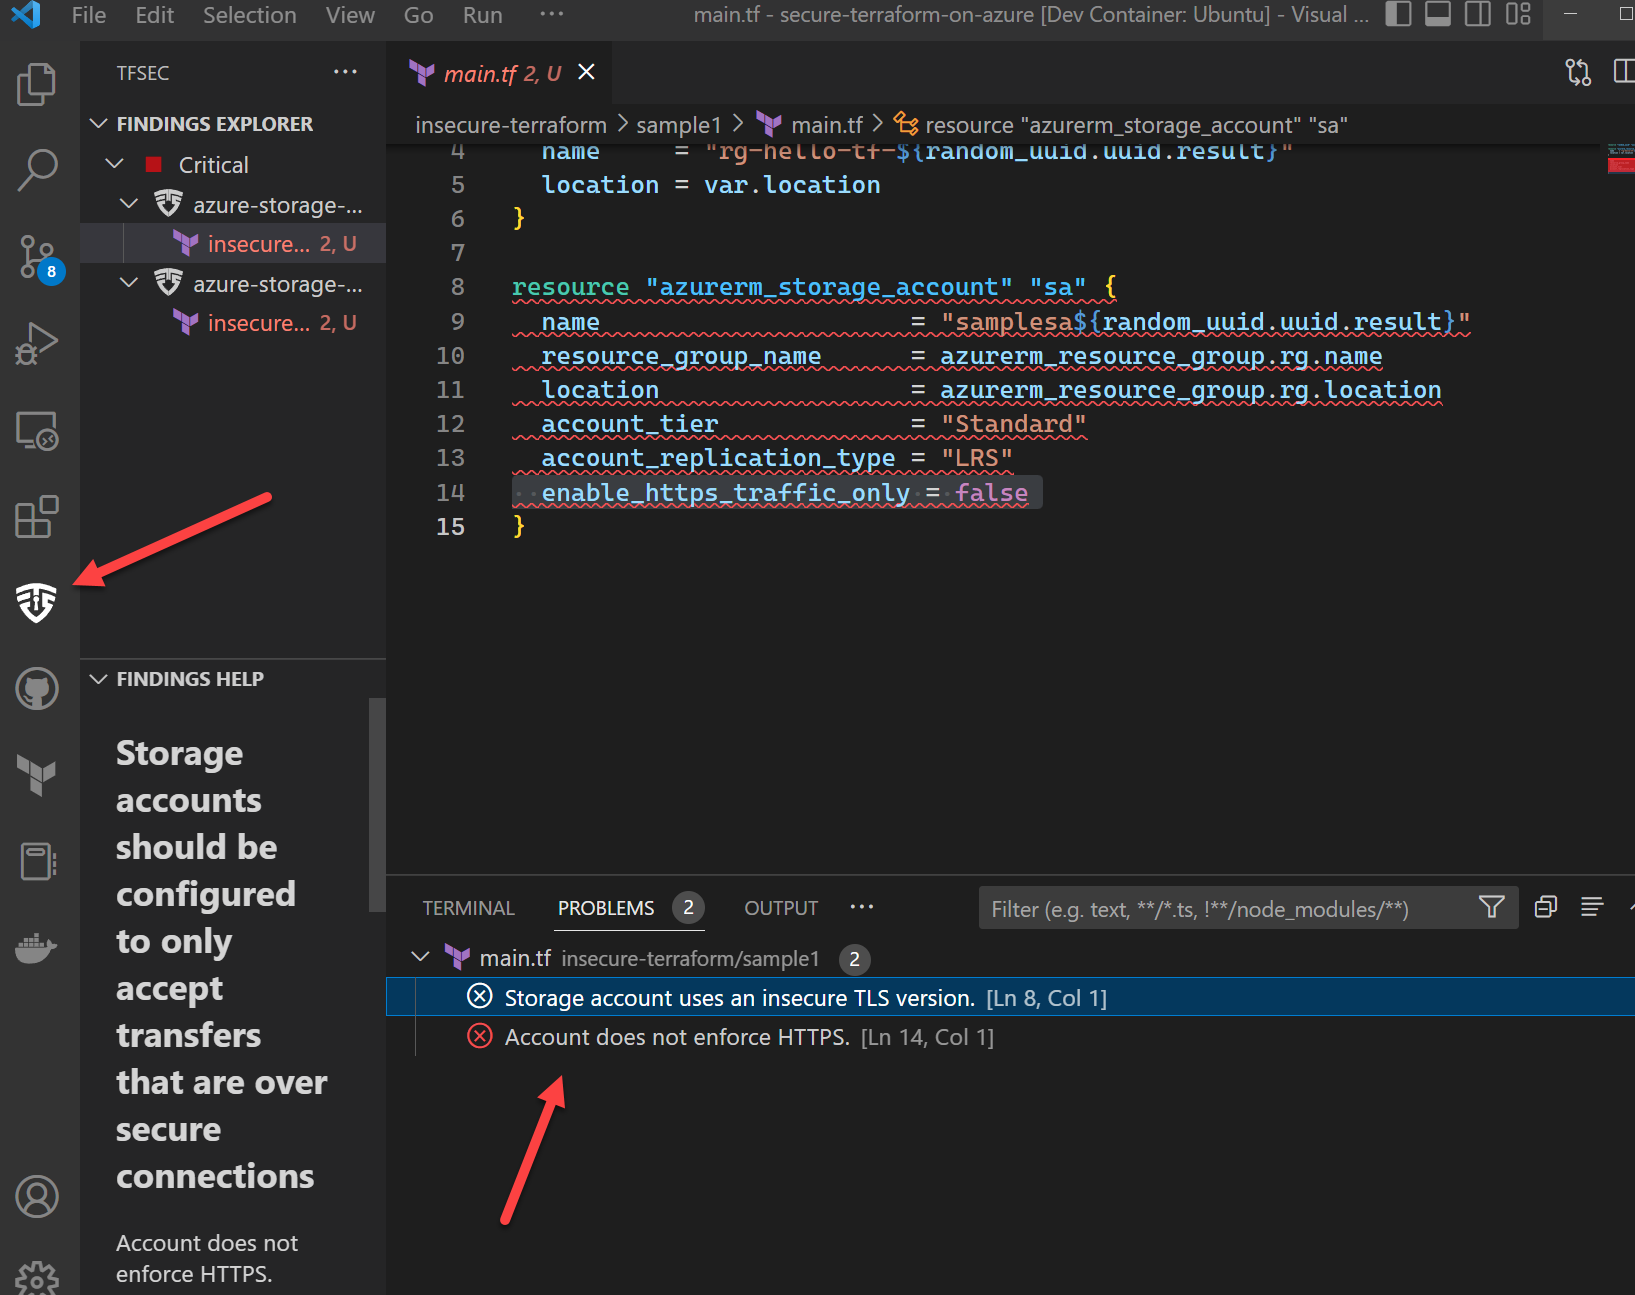 File Edit Selection View Go Run ···
main.tf - secure-terraform-on-azure [Dev Container: Ubuntu] - Visual ...
8
TFSEC ···
FINDINGS EXPLORER
Critical
azure-storage-...
insecure... 2, U
azure-storage-...
insecure... 2, U
FINDINGS HELP
Storage
accounts
should be
configured
to only
accept
transfers
that are over
secure
connections
Account does not
enforce HTTPS.
main.tf 2, U
insecure-terraform > sample1 > main.tf > resource "azurerm_storage_account" "sa"
4 name = "rg-hello-tf-${random_uuid.uuid.result}"
5 location = var.location
6 }
7
8 resource "azurerm_storage_account" "sa" {
9 name = "samplesa${random_uuid.uuid.result}"
10 resource_group_name = azurerm_resource_group.rg.name
11 location = azurerm_resource_group.rg.location
12 account_tier = "Standard"
13 account_replication_type = "LRS"
14 enable_https_traffic_only = false
15 }
TERMINAL PROBLEMS 2 OUTPUT ···
Filter (e.g. text, **/*.ts, !**/node_modules/**)
main.tf insecure-terraform/sample1 2
Storage account uses an insecure TLS version. [Ln 8, Col 1]
Account does not enforce HTTPS. [Ln 14, Col 1]